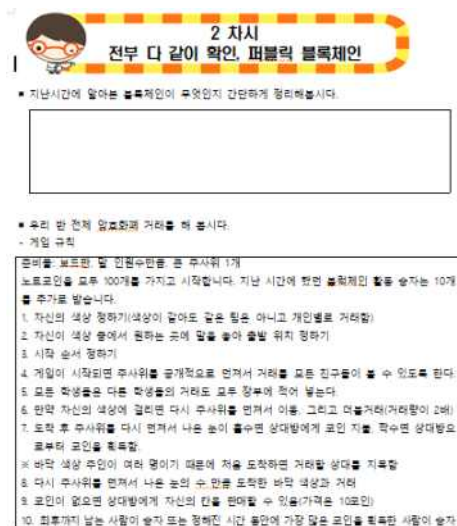 2 차시
전부 다 같이 확인, 퍼블릭 블록체인
■ 지난시간에 알아본 블록체인이 무엇인지 간단하게 정리해봅시다.
■ 우리 반 전체 암호화폐 거래를 해 봅시다.
- 게임 규칙
준비물: 보드판, 말 인원수만큼, 큰 주사위 1개
노트코인을 모두 100개를 가지고 시작합니다. 지난 시간에 했던 블럭체인 활동 승자는 10개
를 추가로 받습니다.
1. 자신의 색상 정하기(색상이 같아도 같은 팀은 아니고 개인별로 거래함)
2. 자신이 색상 중에서 원하는 곳에 말을 놓아 출발 위치 정하기
3. 시작 순서 정하기
4. 게임이 시작되면 주사위를 공개적으로 던져서 거래를 모든 친구들이 볼 수 있도록 한다.
5. 모든 학생들은 다른 학생들의 거래도 모두 장부에 적어 넣는다.
6. 만약 자신의 색상에 걸리면 다시 주사위를 던져서 이동, 그리고 더블거래(거래량이 2배)
7. 도착 후 주사위를 다시 던져서 나온 눈이 홀수면 상대방에게 코인 지불, 짝수면 상대방으
로부터 코인을 획득함.
※ 바닥 색상 주인이 여러 명이기 때문에 처음 도착하면 거래할 상대를 지목함
8. 다시 주사위를 던져서 나온 눈의 수 만큼 도착한 바닥 색상과 거래
9. 코인이 없으면 상대방에게 자신의 칸을 판매할 수 있음(가격은 10코인)
10. 최후까지 남는 사람이 승자 또는 정해진 시간 동안에 가장 많은 코인을 획득한 사람이 승자